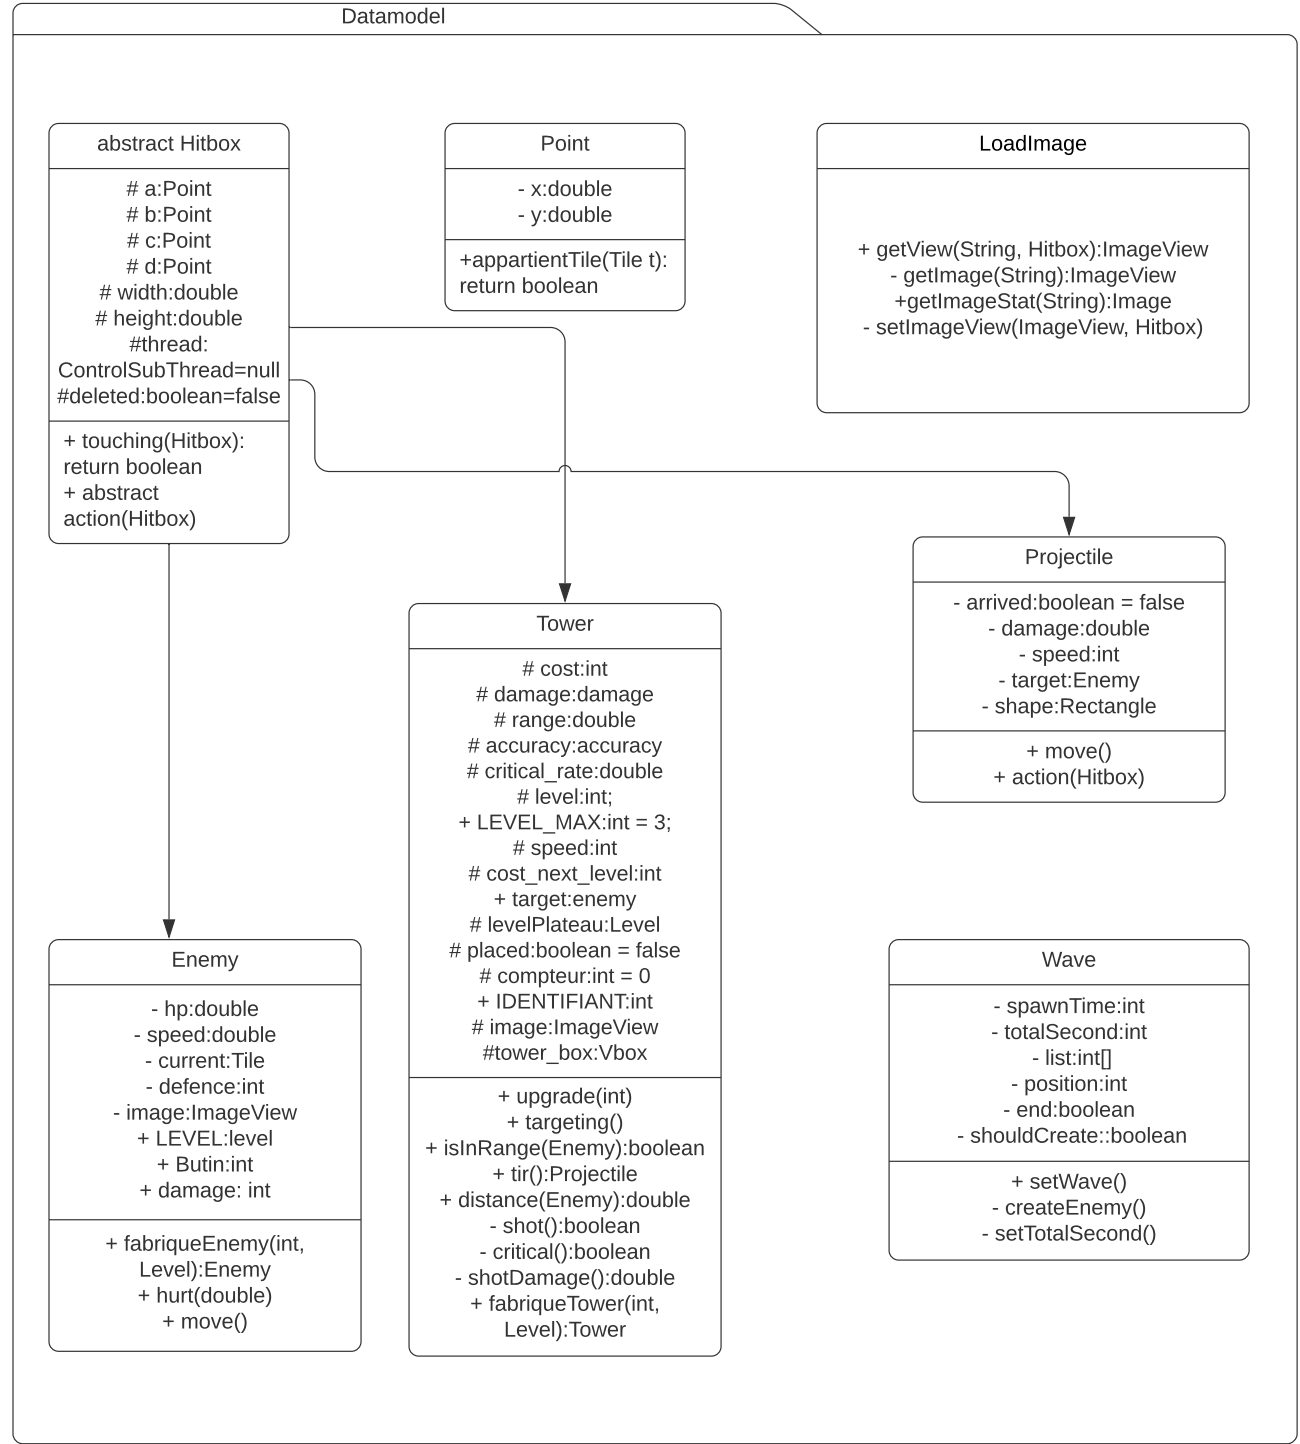 Datamodel
abstract Hitbox
# a:Point
# b:Point
# c:Point
# d:Point
# width:double
# height:double
#thread:
ControlSubThread=null
#deleted:boolean=false
+ touching(Hitbox):
return boolean
+ abstract
action(Hitbox)
Point
- x:double
- y:double
+appartientTile(Tile t):
return boolean
LoadImage
+ getView(String, Hitbox):ImageView
- getImage(String):ImageView
+getImageStat(String):Image
- setImageView(ImageView, Hitbox)
Projectile
- arrived:boolean = false
- damage:double
- speed:int
- target:Enemy
- shape:Rectangle
+ move()
+ action(Hitbox)
Tower
# cost:int
# damage:damage
# range:double
# accuracy:accuracy
# critical_rate:double
# level:int;
+ LEVEL_MAX:int = 3;
# speed:int
# cost_next_level:int
+ target:enemy
# levelPlateau:Level
# placed:boolean = false
# compteur:int = 0
+ IDENTIFIANT:int
# image:ImageView
#tower_box:Vbox
+ upgrade(int)
+ targeting()
+ isInRange(Enemy):boolean
+ tir():Projectile
+ distance(Enemy):double
- shot():boolean
- critical():boolean
- shotDamage():double
+ fabriqueTower(int,
Level):Tower
Enemy
- hp:double
- speed:double
- current:Tile
- defence:int
- image:ImageView
+ LEVEL:level
+ Butin:int
+ damage: int
+ fabriqueEnemy(int,
Level):Enemy
+ hurt(double)
+ move()
Wave
- spawnTime:int
- totalSecond:int
- list:int[]
- position:int
- end:boolean
- shouldCreate::boolean
+ setWave()
- createEnemy()
- setTotalSecond()